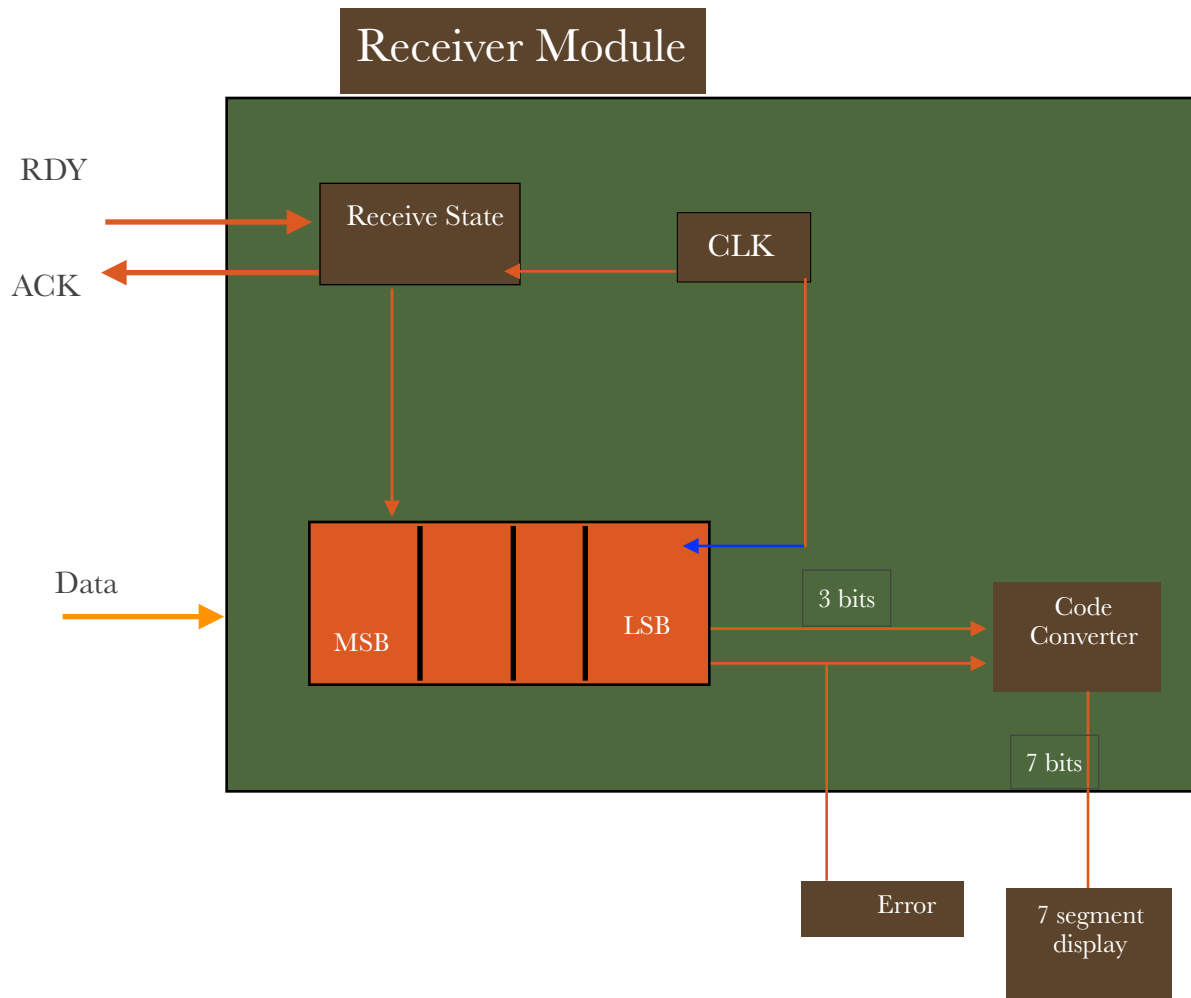 Receiver Module
RDY
Receive State
CLK
ACK
Data
3 bits
Code
Converter
MSB
LSB
7 bits
Error
7 segment
display